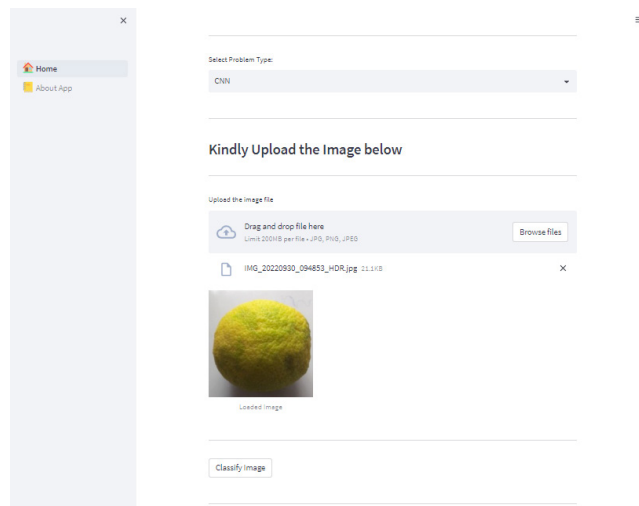 Home
About App
Select Problem Type:
CNN
Kindly Upload the Image below
Upload the image file
Drag and drop file here
Limit 200MB per file • JPG, PNG, JPEG
Browse files
IMG_20220930_094853_HDR.jpg 21.1KB
Loaded Image
Classify Image